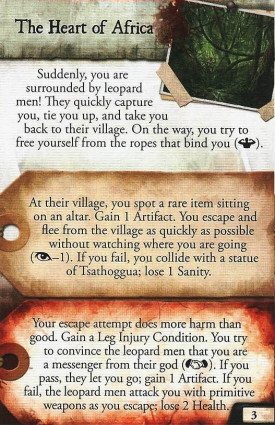 The Heart of Africa
Suddenly, you are
surrounded by leopard
men! They quickly capture
you, tie you up, and take you
back to their village. On the way, you try to
free yourself from the ropes that bind you ( ).
At their village, you spot a rare item sitting
on an altar. Gain 1 Artifact. You escape and
flee from the village as quickly as possible
without watching where you are going
( –1). If you fail, you collide with a statue
of Tsathoggua; lose 1 Sanity.
Your escape attempt does more harm than
good. Gain a Leg Injury Condition. You try
to convince the leopard men that you are
a messenger from their god ( ). If you
pass, they let you go; gain 1 Artifact. If you
fail, the leopard men attack you with primitive
weapons as you escape; lose 2 Health.
3